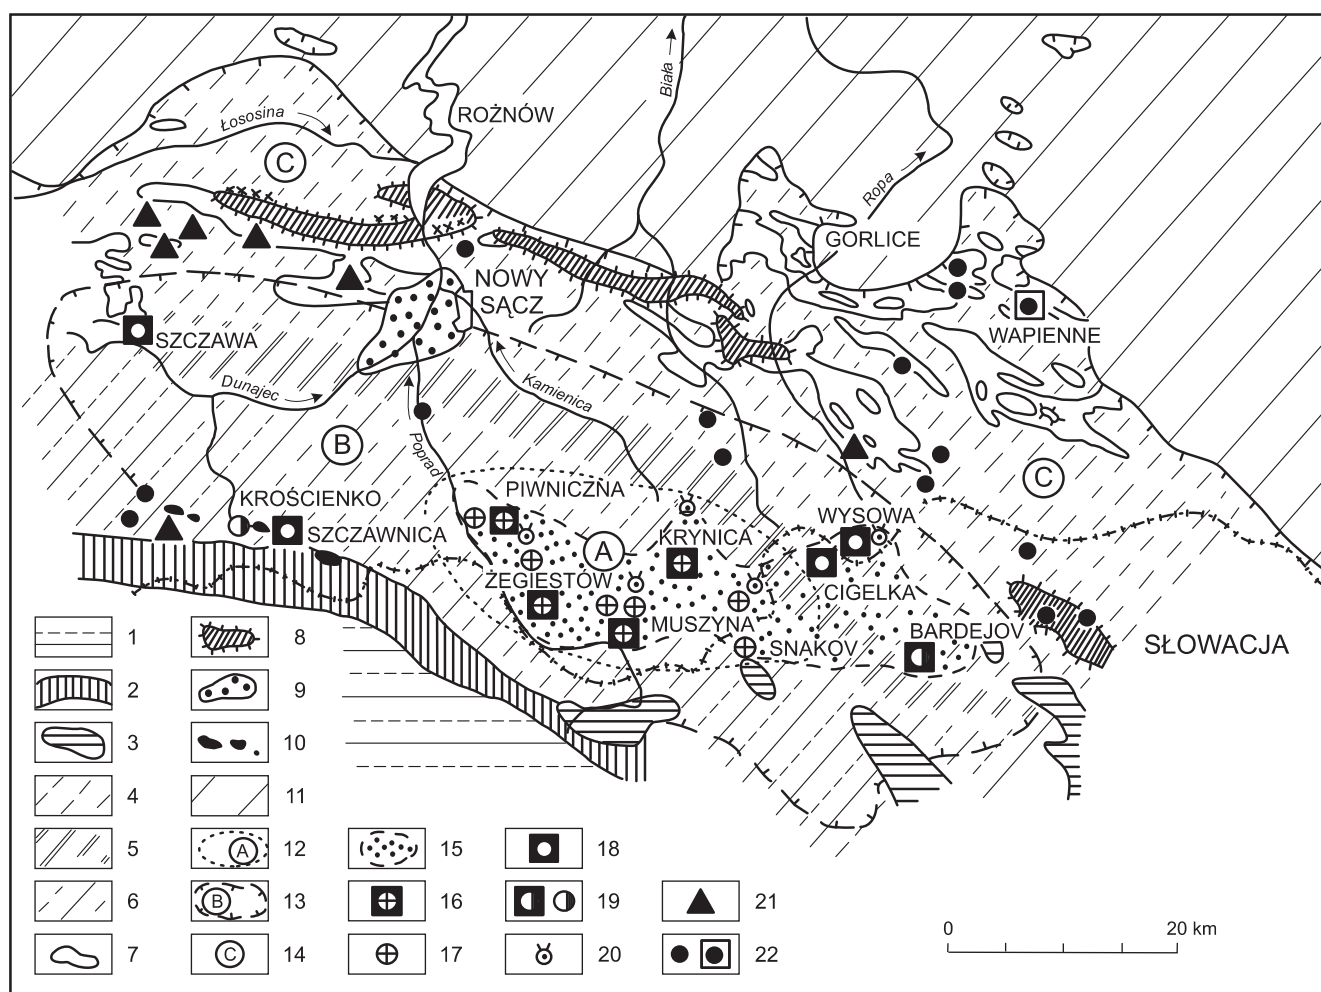 ROŻNÓW
Łososina
Biała
Ropa
C
GORLICE
NOWY
SĄCZ
WAPIENNE
SZCZAWA
Dunajec
Kamienica
Poprad
B
C
KROŚCIENKO
SZCZAWNICA
PIWNICZNA
A
KRYNICA
WYSOWA
ŻEGIESTÓW
CIGELKA
MUSZYNA
SNAKOV
BARDEJOV
SŁOWACJA
1
2
3
4
5
6
7
8
9
10
11
A 12
B 13
C 14
15
16
17
18
19
20
21
22
0 20 km